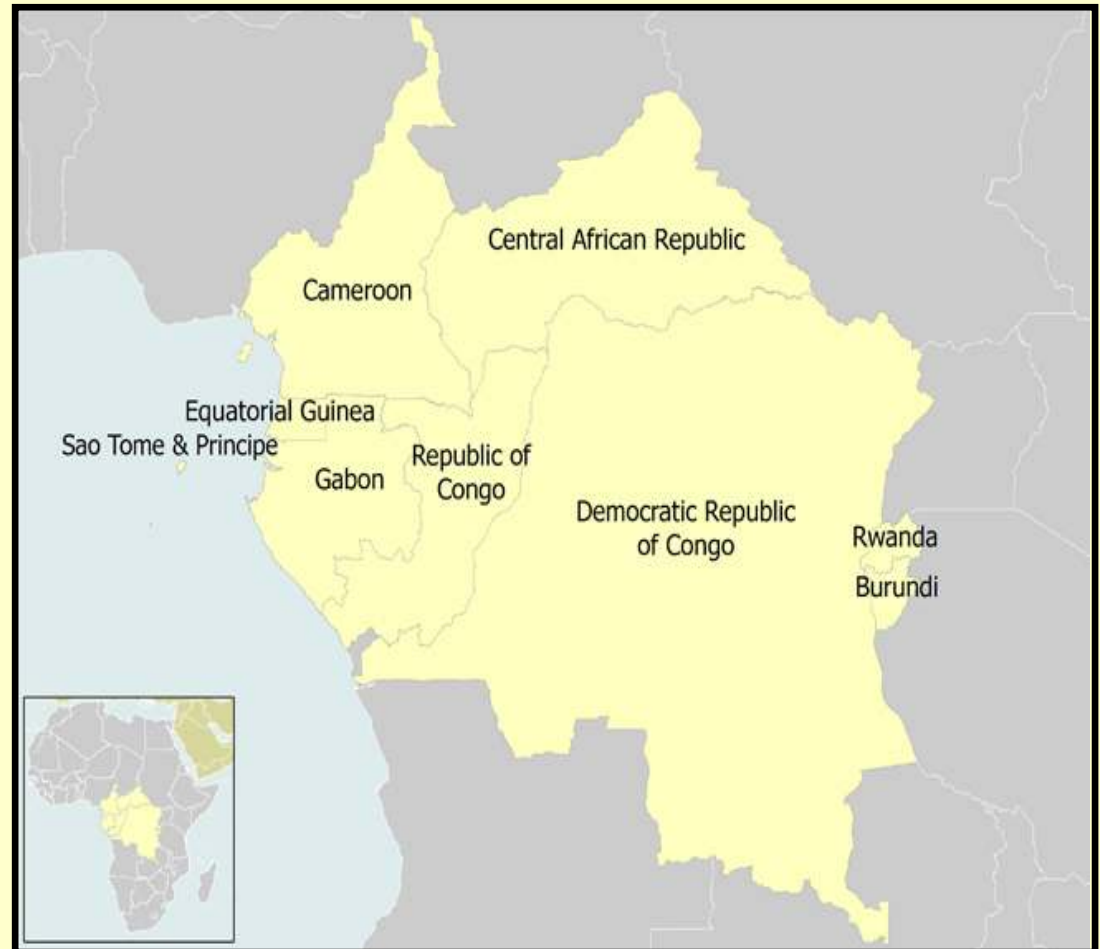 Central African Republic
Cameroon
Equatorial Guinea
Sao Tome & Principe
Gabon
Republic of
Congo
Democratic Republic
of Congo
Rwanda
Burundi